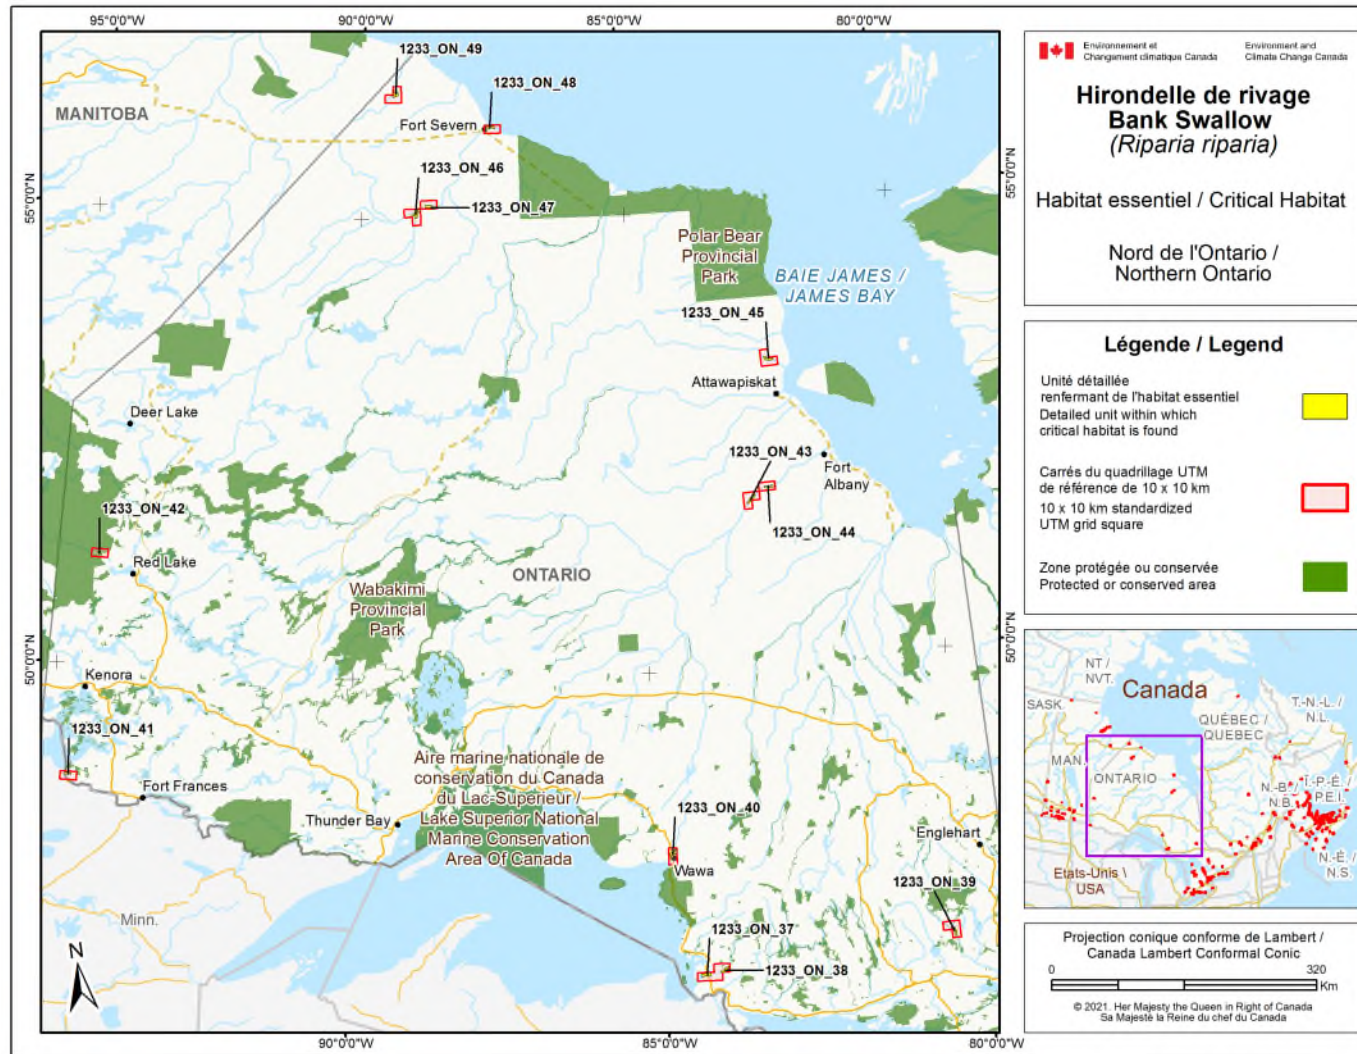 95°0'0"W
90°0'0"W
85°0'0"W
80°0'0"W
1233_ON_49
1233_ON_48
MANITOBA
Fort Severn
1233_ON_46
1233_ON_47
55°0'0"N
55°0'0"N
Polar Bear
Provincial
Park
BAIE JAMES /
JAMES BAY
1233_ON_45
Attawapiskat
Deer Lake
1233_ON_43
Fort
Albany
1233_ON_42
1233_ON_44
Red Lake
ONTARIO
Wabakimi
Provincial
Park
50°0'0"N
50°0'0"N
Kenora
1233_ON_41
Aire marine nationale de
conservation du Canada
du Lac-Supérieur /
Lake Superior National
Marine Conservation
Area Of Canada
Fort Frances
Thunder Bay
1233_ON_40
Englehart
Wawa
1233_ON_39
Minn.
1233_ON_37
1233_ON_38
N
90°0'0"W
85°0'0"W
80°0'0"W
Environnement et
Changement climatique Canada
Environment and
Climate Change Canada
Hirondelle de rivage
Bank Swallow
(Riparia riparia)
Habitat essentiel / Critical Habitat
Nord de l'Ontario /
Northern Ontario
Légende / Legend
Unité détaillée
renfermant de l'habitat essentiel
Detailed unit within which
critical habitat is found
Carrés du quadrillage UTM
de référence de 10 x 10 km
10 x 10 km standardized
UTM grid square
Zone protégée ou conservée
Protected or conserved area
NT /
NVT.
Canada
SASK.
QUÉBEC /
QUEBEC
T.-N.-L. /
N.L.
MAN.
ONTARIO
N.-B. /
N.B.
Î.-P.-É. /
P.E.I.
États-Unis \
USA
N.-É. /
N.S.
Projection conique conforme de Lambert /
Canada Lambert Conformal Conic
0
320
Km
© 2021. Her Majesty the Queen in Right of Canada
Sa Majesté la Reine du chef du Canada